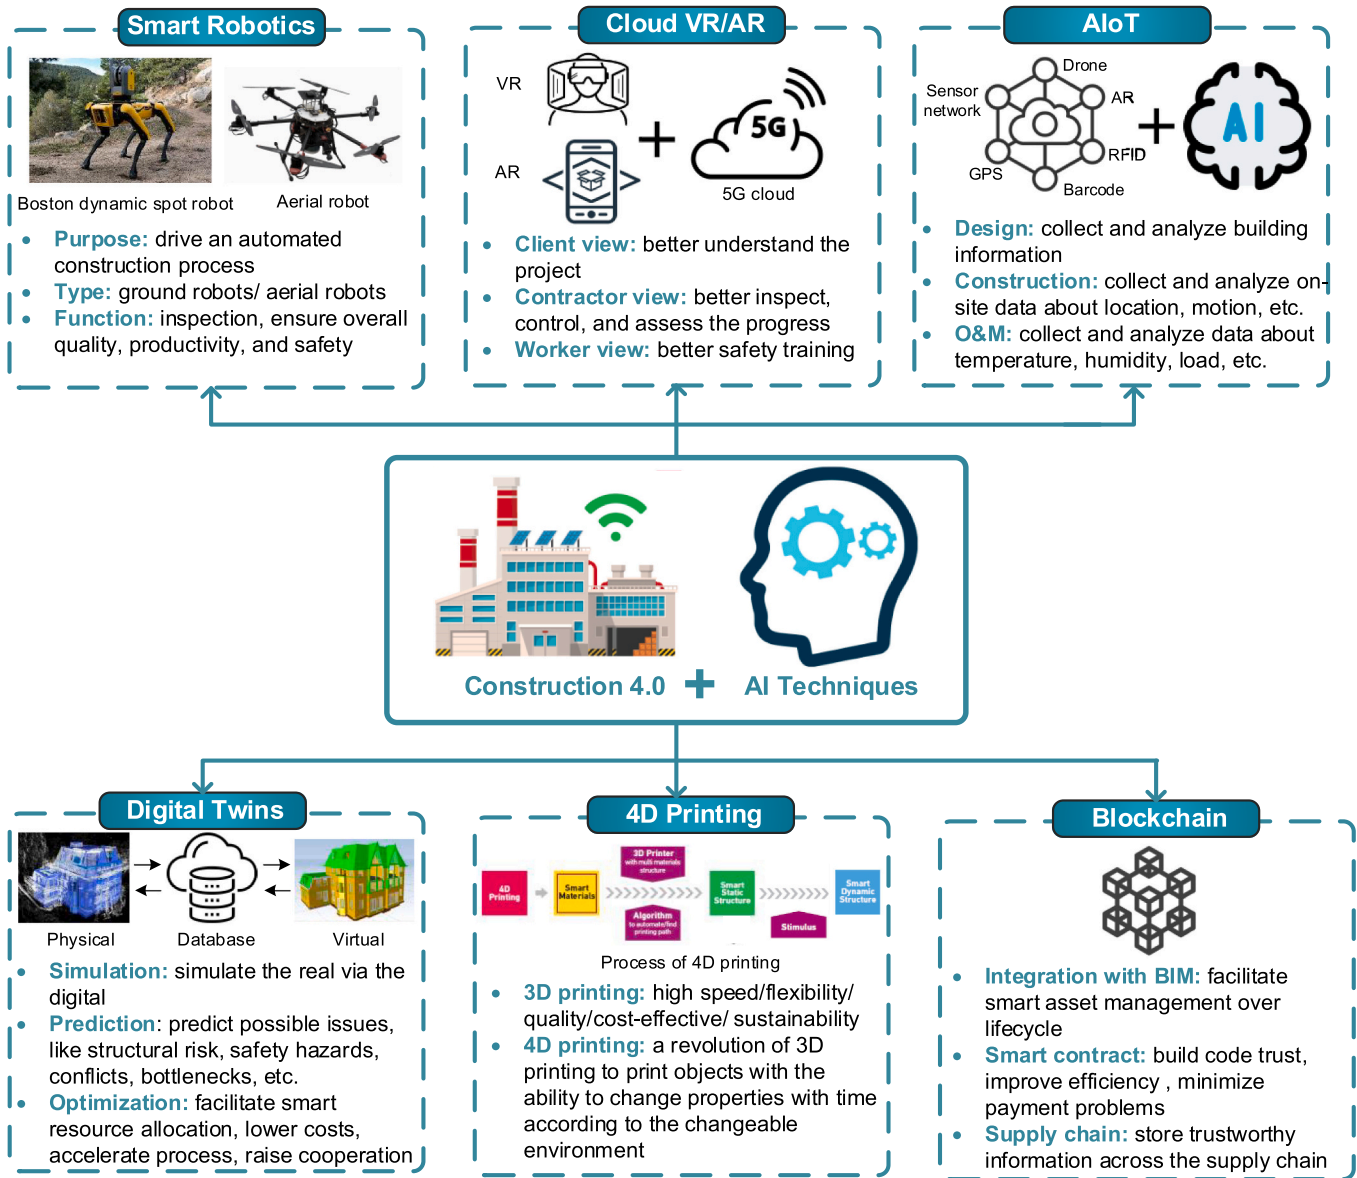 Smart Robotics
Boston dynamic spot robot
Aerial robot
• Purpose: drive an automated
construction process
• Type: ground robots/ aerial robots
• Function: inspection, ensure overall
quality, productivity, and safety
Cloud VR/AR
VR
AR
5G
5G cloud
• Client view: better understand the
project
• Contractor view: better inspect,
control, and assess the progress
• Worker view: better safety training
AIoT
Drone
Sensor
network
AR
RFID
GPS
Barcode
AI
• Design: collect and analyze building
information
• Construction: collect and analyze on-
site data about location, motion, etc.
• O&M: collect and analyze data about
temperature, humidity, load, etc.
Construction 4.0 + AI Techniques
Digital Twins
Physical
Database
Virtual
• Simulation: simulate the real via the
digital
• Prediction: predict possible issues,
like structural risk, safety hazards,
conflicts, bottlenecks, etc.
• Optimization: facilitate smart
resource allocation, lower costs,
accelerate process, raise cooperation
4D Printing
4D
Printing
Smart
Materials
3D Printer
with multi materials
structure
Algorithm
to automate/find
printing path
Smart
Static
Structure
Stimulus
Smart
Dynamic
Structure
Process of 4D printing
• 3D printing: high speed/flexibility/
quality/cost-effective/ sustainability
• 4D printing: a revolution of 3D
printing to print objects with the
ability to change properties with time
according to the changeable
environment
Blockchain
• Integration with BIM: facilitate
smart asset management over
lifecycle
• Smart contract: build code trust,
improve efficiency , minimize
payment problems
• Supply chain: store trustworthy
information across the supply chain